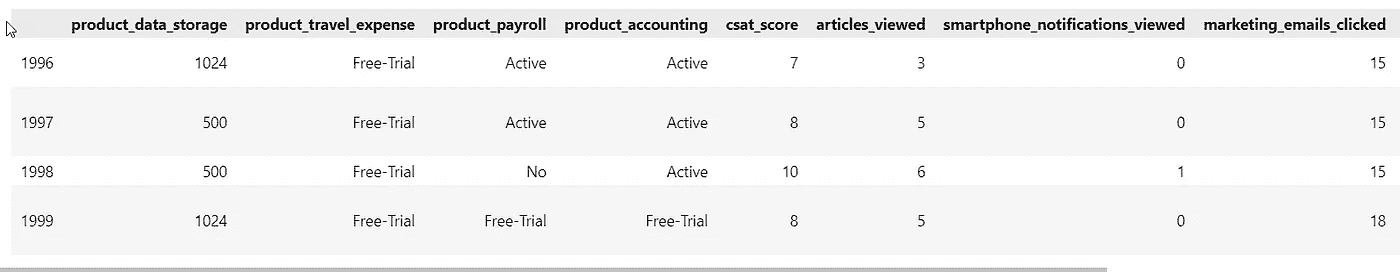 product_data_storage product_travel_expense product_payroll product_accounting csat_score articles_viewed smartphone_notifications_viewed marketing_emails_clicked
1996 1024 Free-Trial Active Active 7 3 0 15
1997 500 Free-Trial Active Active 8 5 0 15
1998 500 Free-Trial No Active 10 6 1 15
1999 1024 Free-Trial Free-Trial Free-Trial 8 5 0 18